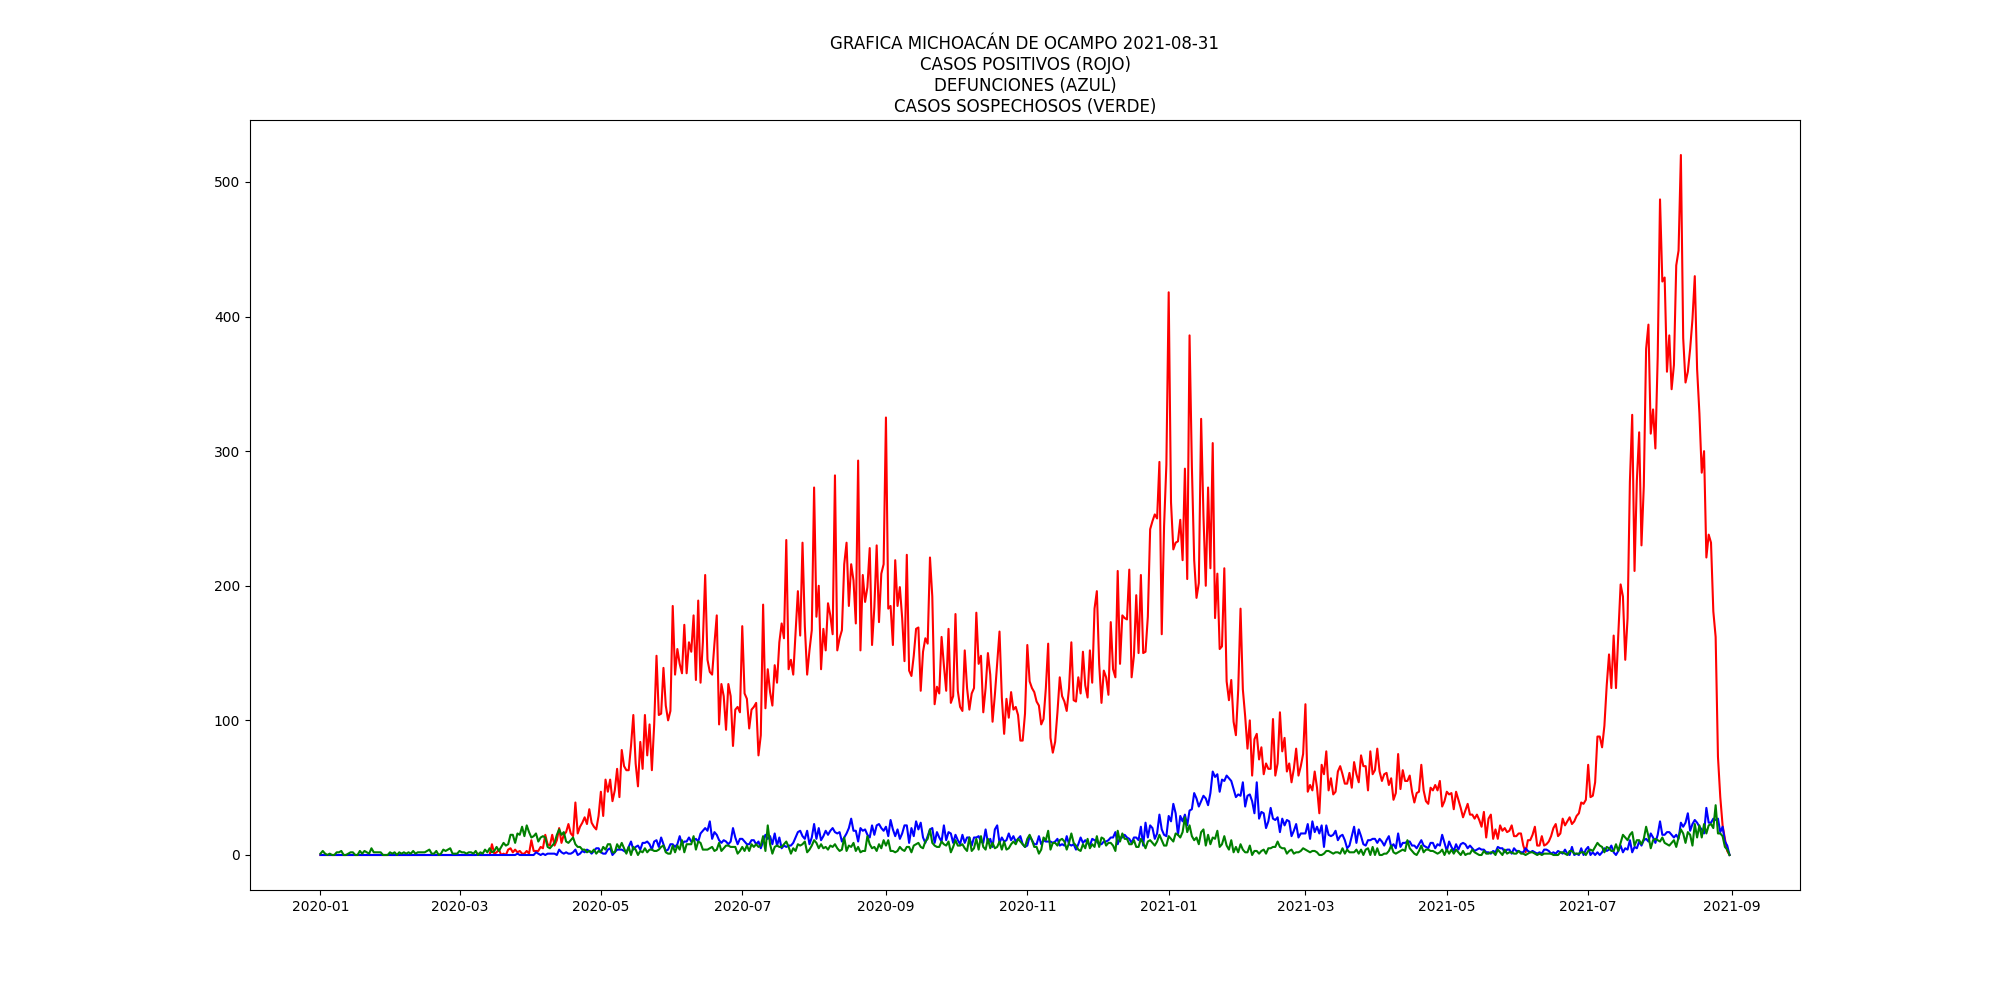 GRAFICA MICHOACÁN DE OCAMPO 2021-08-31
CASOS POSITIVOS (ROJO)
DEFUNCIONES (AZUL)
CASOS SOSPECHOSOS (VERDE)
500
400
300
200
100
0
2020-01 2020-03 2020-05 2020-07 2020-09 2020-11 2021-01 2021-03 2021-05 2021-07 2021-09